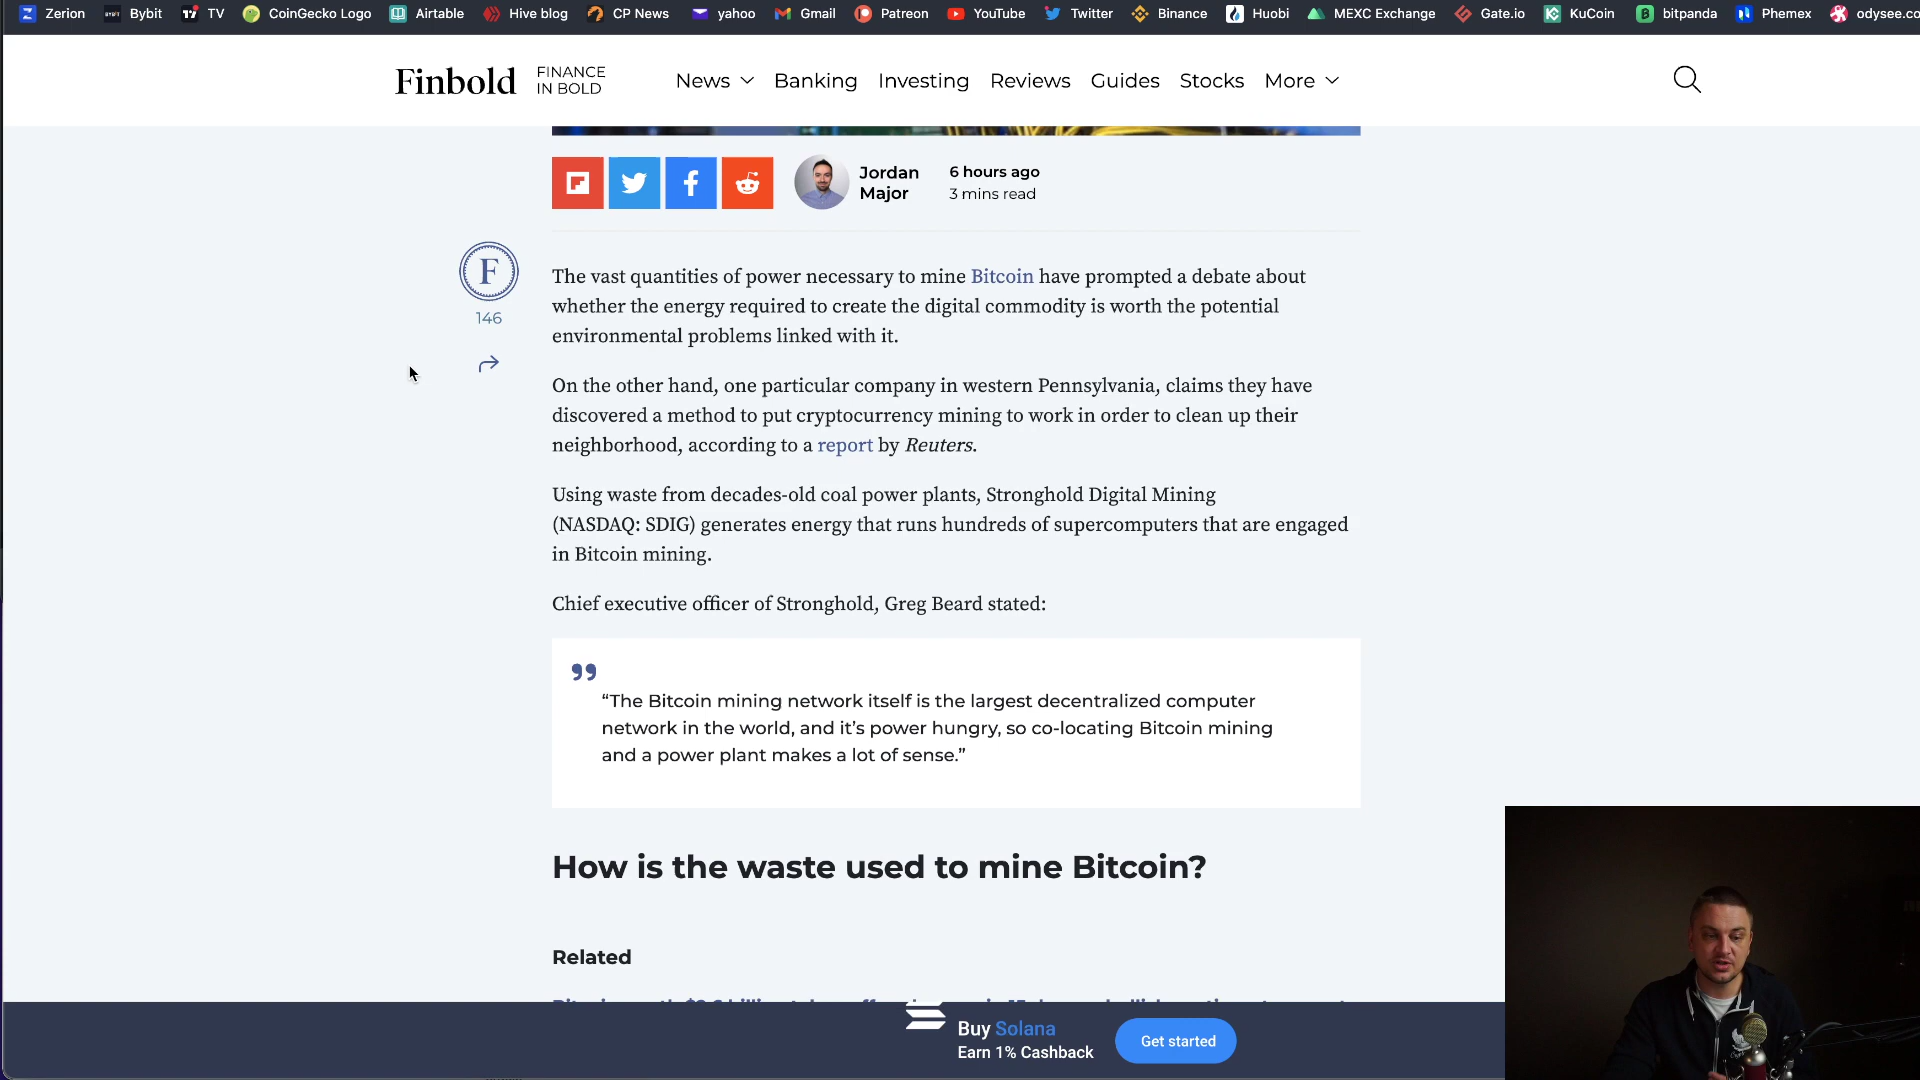 Zerion Bybit TV CoinGecko Logo Airtable Hive blog CP News yahoo Gmail Patreon YouTube Twitter Binance Huobi MEXC Exchange Gate.io KuCoin bitpanda Phemex odysee.co
Finbold FINANCE IN BOLD News Banking Investing Reviews Guides Stocks More
Jordan Major
6 hours ago
3 mins read
F
146
The vast quantities of power necessary to mine Bitcoin have prompted a debate about
whether the energy required to create the digital commodity is worth the potential
environmental problems linked with it.
On the other hand, one particular company in western Pennsylvania, claims they have
discovered a method to put cryptocurrency mining to work in order to clean up their
neighborhood, according to a report by Reuters.
Using waste from decades-old coal power plants, Stronghold Digital Mining
(NASDAQ: SDIG) generates energy that runs hundreds of supercomputers that are engaged
in Bitcoin mining.
Chief executive officer of Stronghold, Greg Beard stated:
“The Bitcoin mining network itself is the largest decentralized computer
network in the world, and it’s power hungry, so co-locating Bitcoin mining
and a power plant makes a lot of sense.”
How is the waste used to mine Bitcoin?
Related
Buy Solana
Earn 1% Cashback
Get started